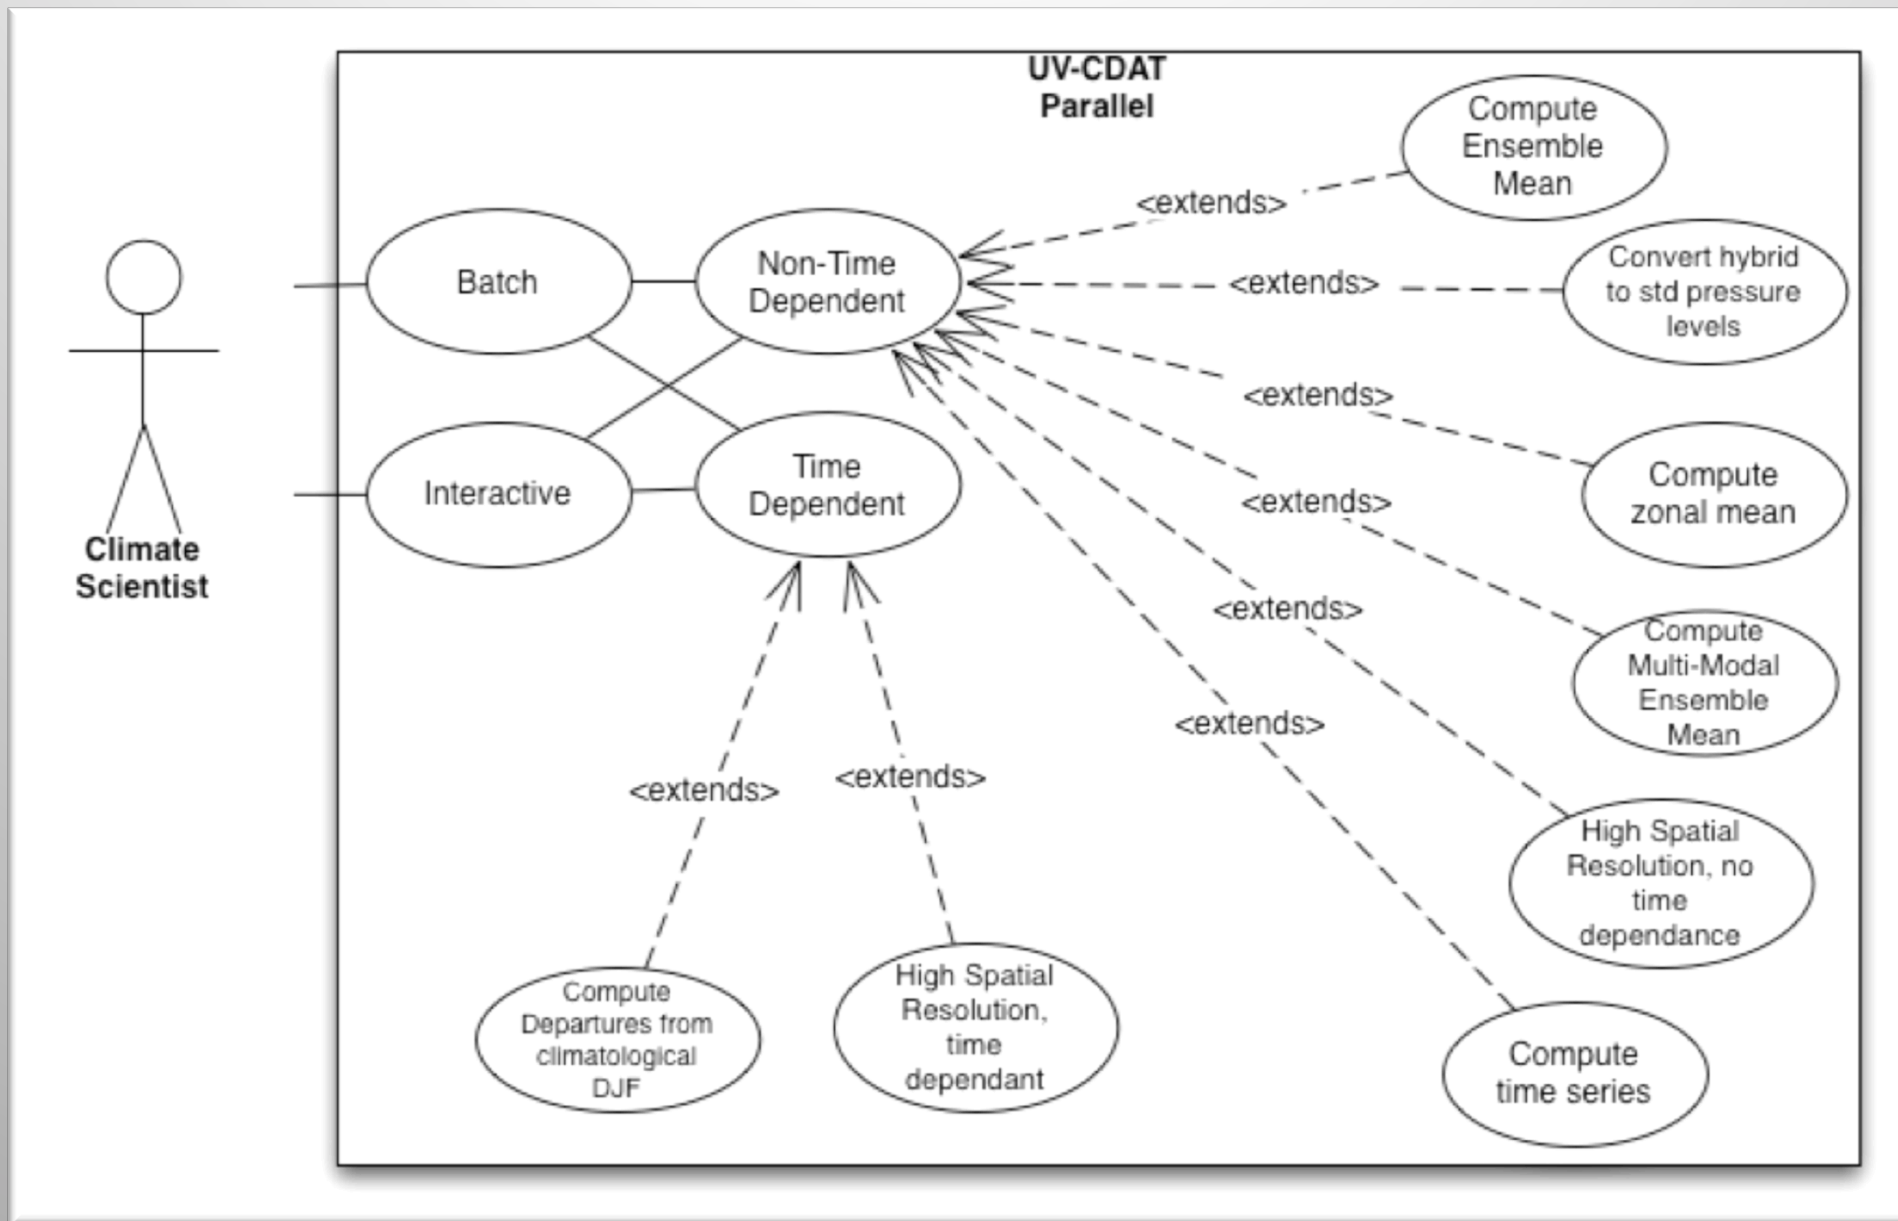 UV-CDAT
Parallel
Compute
Ensemble
Mean
<extends>
Convert hybrid
to std pressure
levels
<extends>
Batch
Non-Time
Dependent
<extends>
Compute
zonal mean
Interactive
Time
Dependent
<extends>
Climate
Scientist
<extends>
Compute
Multi-Modal
Ensemble
Mean
<extends>
<extends>
<extends>
High Spatial
Resolution, no
time
dependance
Compute
Departures from
climatological
DJF
High Spatial
Resolution,
time
dependant
Compute
time series